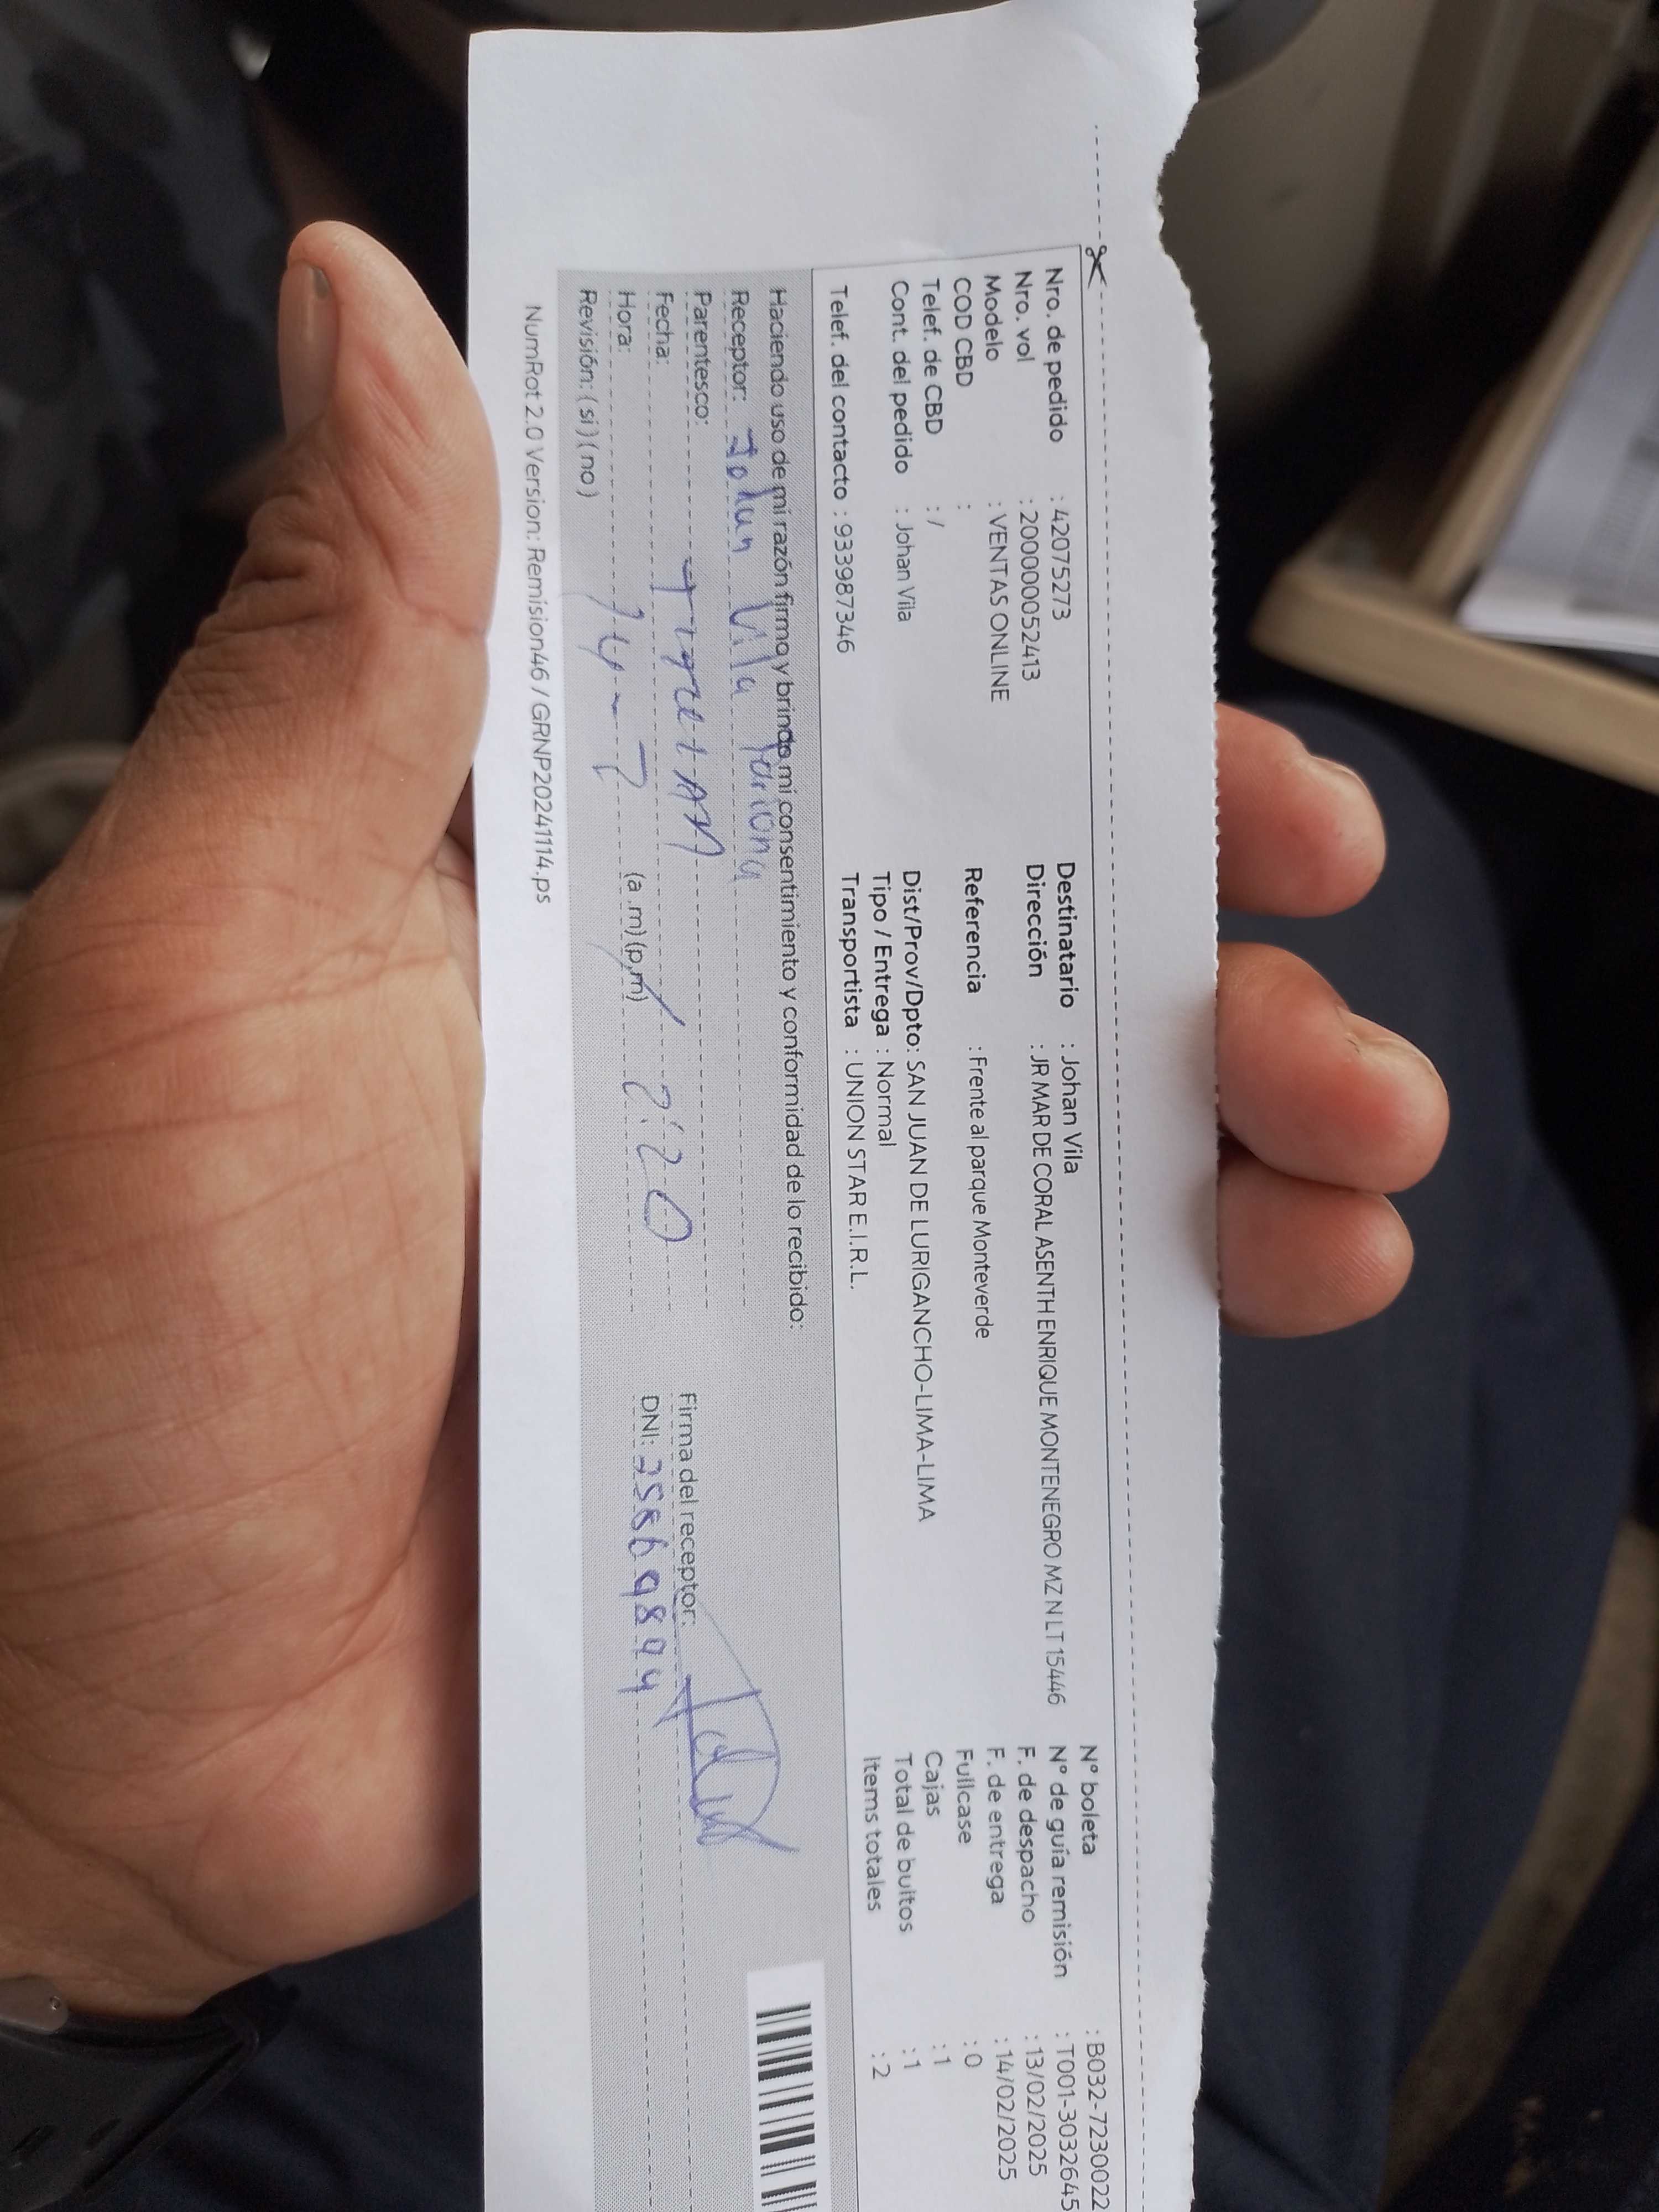 Nro. de pedido : 42075273
Nro. vol : 2000000052413
Modelo : VENTAS ONLINE
COD CBD :
Telef. de CBD : /
Cont. del pedido : Johan Vila
Telef. del contacto : 933987346
Destinatario : Johan Vila
Dirección : JR MAR DE CORAL ASENTH ENRIQUE MONTENEGRO MZ N LT 15446
Referencia : Frente al parque Monteverde
Dist/Prov/Dpto: SAN JUAN DE LURIGANCHO-LIMA-LIMA
Tipo / Entrega : Normal
Transportista : UNION STAR E.I.R.L.
N° boleta : B032-7230022
N° de guía remisión : T001-3032645
F. de despacho : 13/02/2025
F. de entrega : 14/02/2025
Fullcase : 0
Cajas : 1
Total de bultos : 1
Items totales : 2
Haciendo uso de mi razón firmo y brindo mi consentimiento y conformidad de lo recibido:
Receptor: Johan Vila Pariona
Parentesco: titular
Fecha: 14-
Hora: (a.m) (p.m) 2:20
Revisión: ( si ) ( no )
Firma del receptor:
DNI:
NumRot 2.0 Version: Remision46 / GRNP20241114.ps